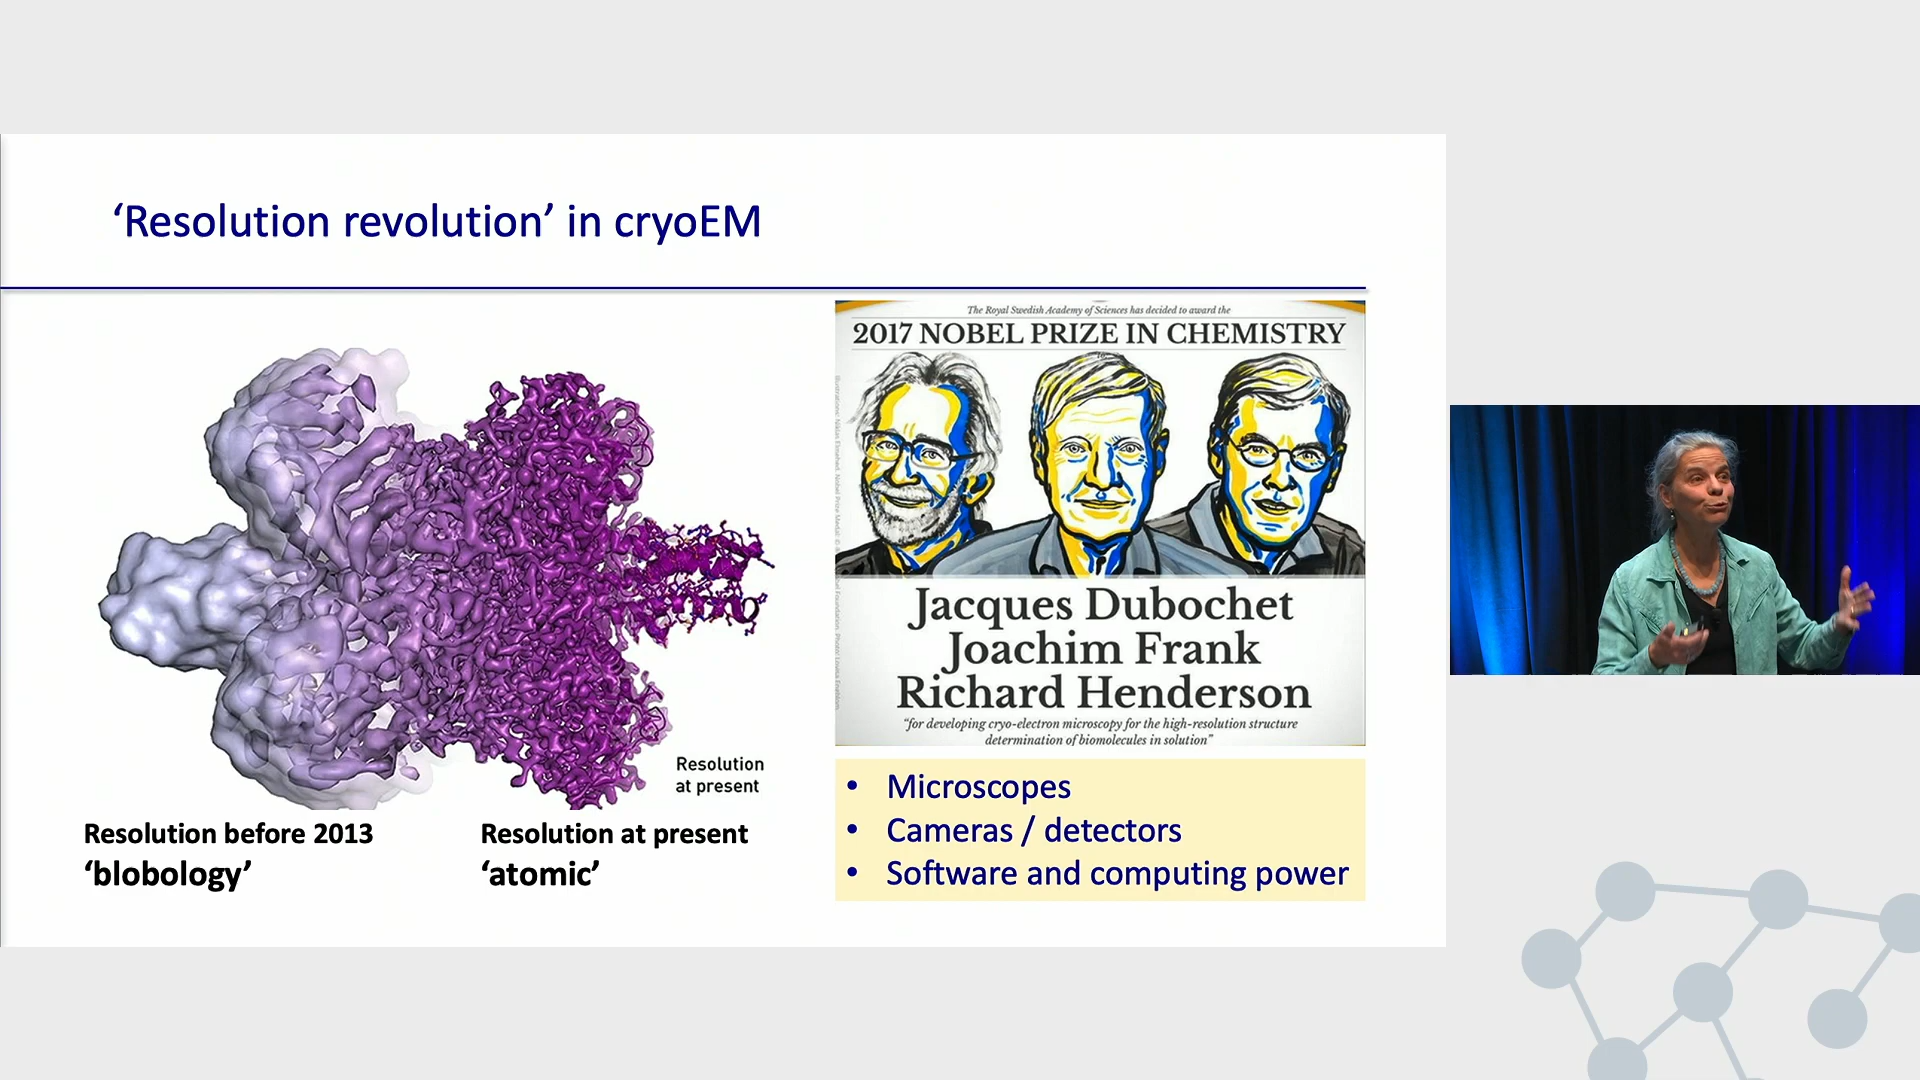 ‘Resolution revolution’ in cryoEM
Resolution
at present
Resolution before 2013
‘blobology’
Resolution at present
‘atomic’
The Royal Swedish Academy of Sciences has decided to award the
2017 NOBEL PRIZE IN CHEMISTRY
Jacques Dubochet
Joachim Frank
Richard Henderson
“for developing cryo-electron microscopy for the high-resolution structure
determination of biomolecules in solution”
• Microscopes
• Cameras / detectors
• Software and computing power